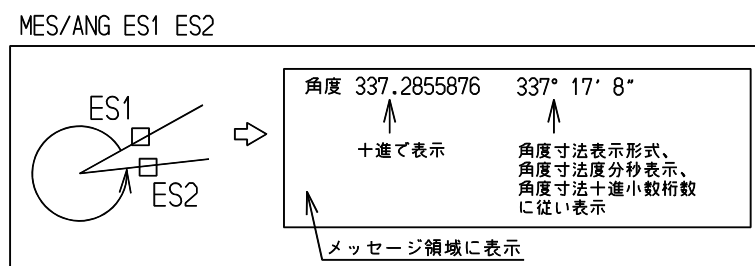 MES/ANG ES1 ES2
ES1
ES2
角度 337.2855876 337° 17′ 8″
十進で表示
角度寸法表示形式、
角度寸法度分秒表示、
角度寸法十進小数桁数
に従い表示
メッセージ領域に表示